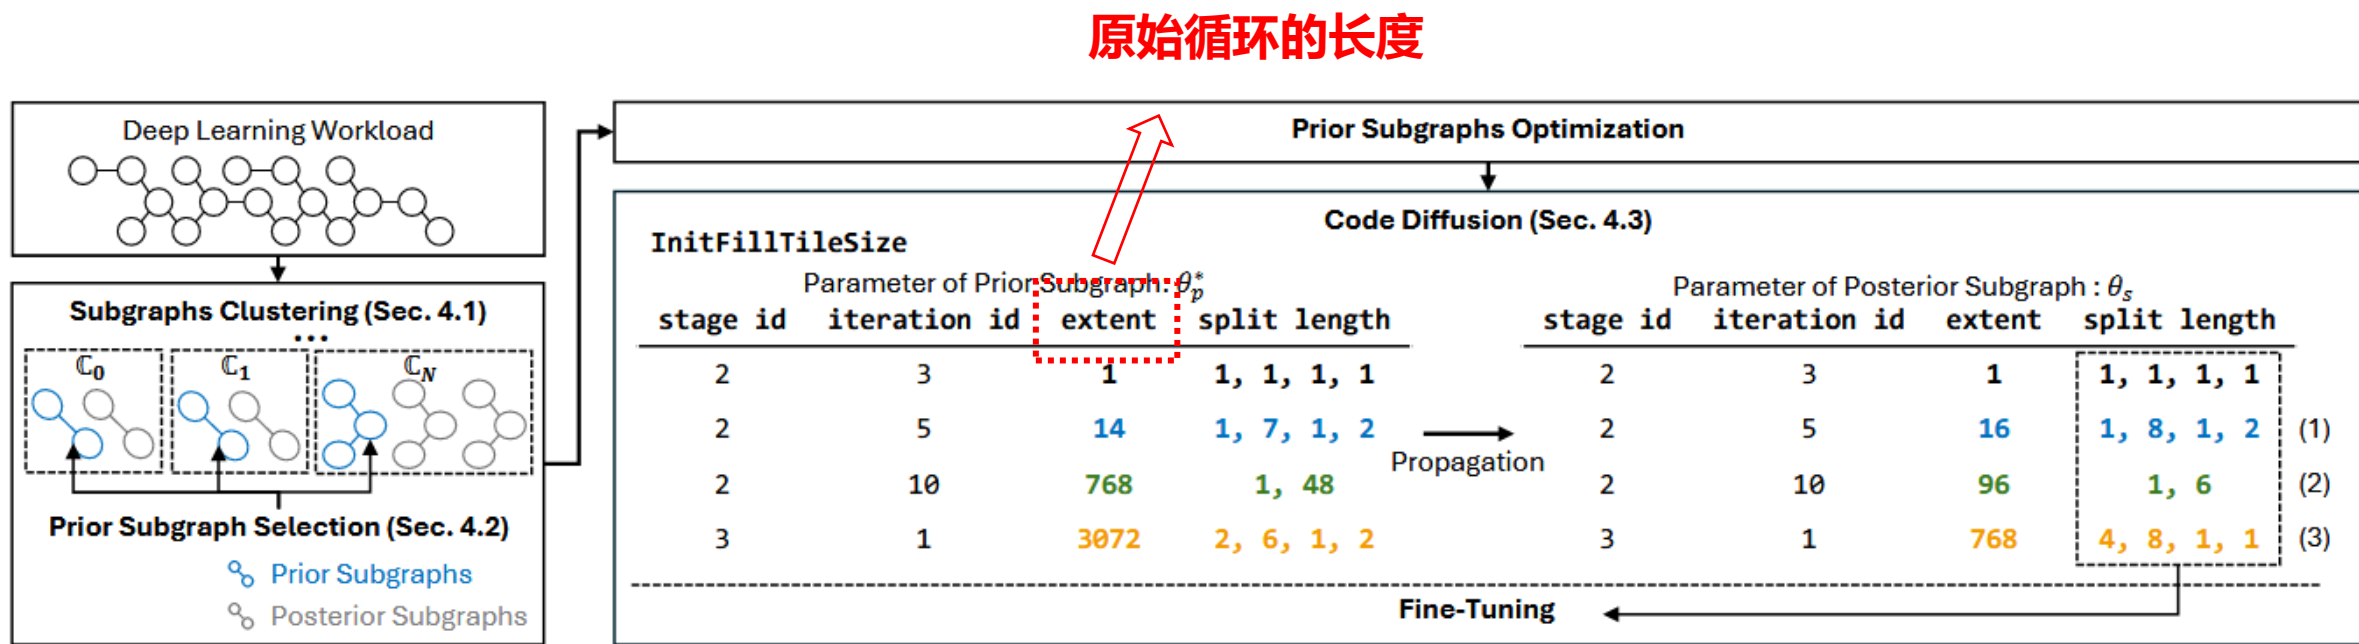 原始循环的长度
Deep Learning Workload
Subgraphs Clustering (Sec. 4.1)
...
ℂ₀ ℂ₁ ℂ_N
Prior Subgraph Selection (Sec. 4.2)
Prior Subgraphs
Posterior Subgraphs
Prior Subgraphs Optimization
Code Diffusion (Sec. 4.3)
InitFillTileSize
Parameter of Prior Subgraph: θ*_p
stage id iteration id extent split length
2 3 1 1, 1, 1, 1
2 5 14 1, 7, 1, 2
2 10 768 1, 48
3 1 3072 2, 6, 1, 2
Propagation
Parameter of Posterior Subgraph : θ_s
stage id iteration id extent split length
2 3 1 1, 1, 1, 1
2 5 16 1, 8, 1, 2 (1)
2 10 96 1, 6 (2)
3 1 768 4, 8, 1, 1 (3)
Fine-Tuning